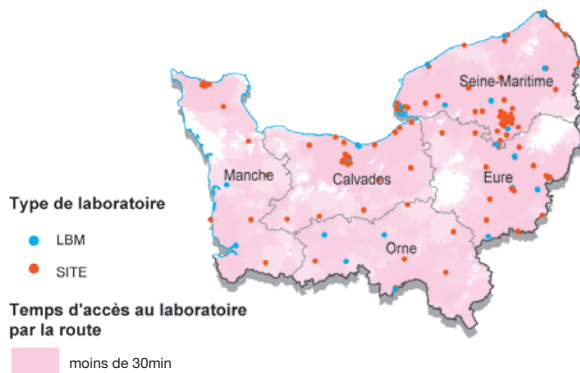 Seine-Maritime
Manche
Calvados
Eure
Orne
Type de laboratoire
LBM
SITE
Temps d'accès au laboratoire
par la route
moins de 30min